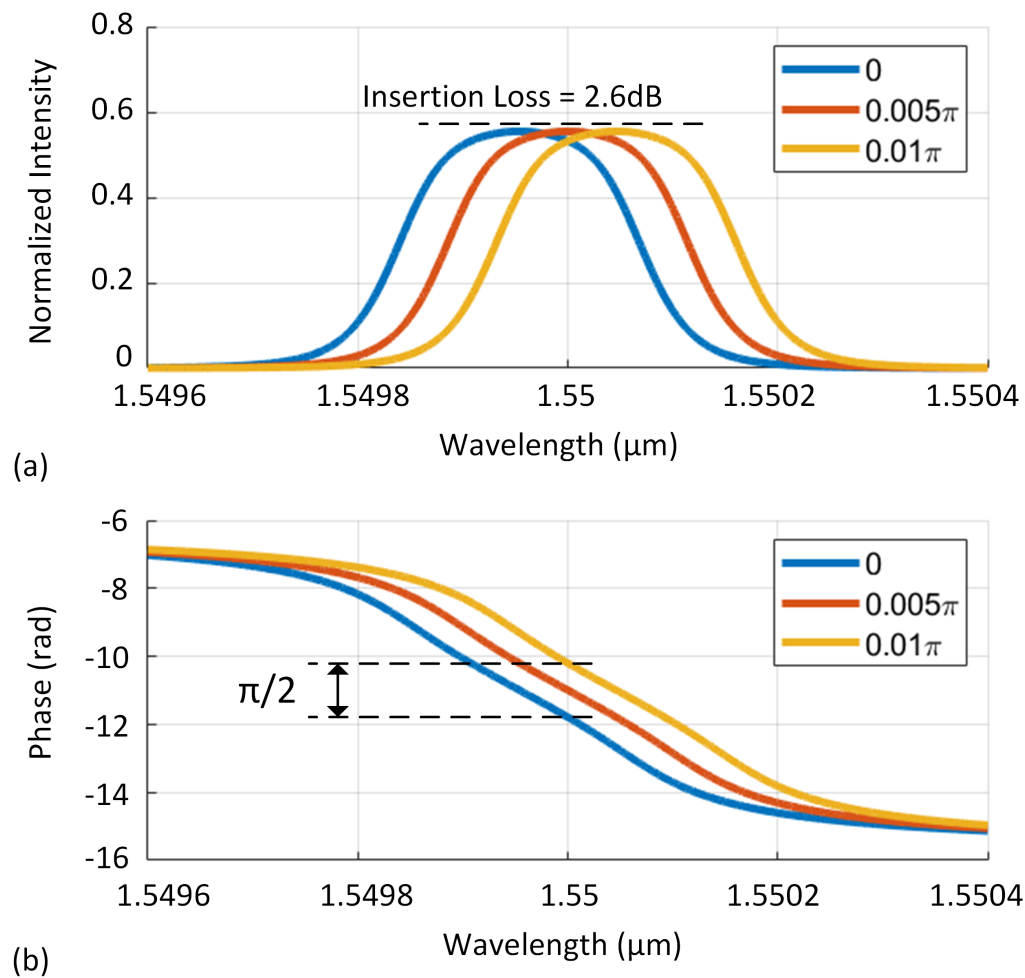 0.8
0.6
0.4
0.2
0
Normalized Intensity
Insertion Loss = 2.6dB
0
0.005π
0.01π
1.5496 1.5498 1.55 1.5502 1.5504
Wavelength (μm)
(a)
-6
-8
-10
-12
-14
-16
Phase (rad)
π/2
0
0.005π
0.01π
1.5496 1.5498 1.55 1.5502 1.5504
Wavelength (μm)
(b)